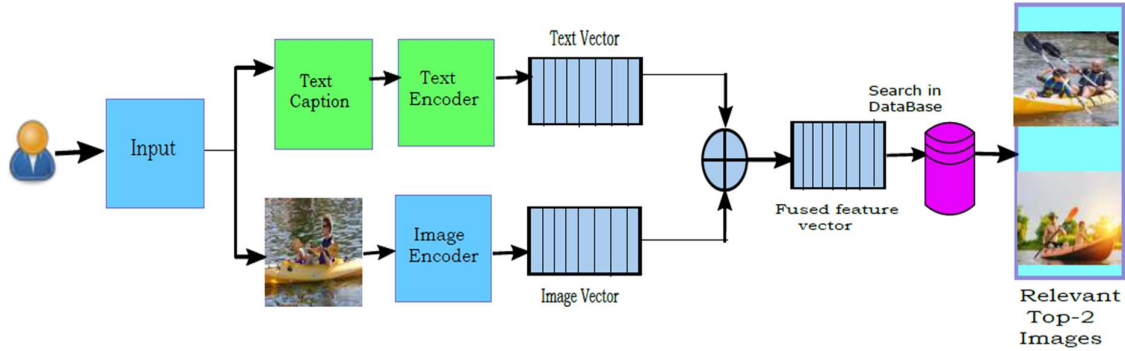 Input
Text
Caption
Text
Encoder
Text Vector
Image
Encoder
Image Vector
Fused feature
vector
Search in
DataBase
Relevant
Top-2
Images